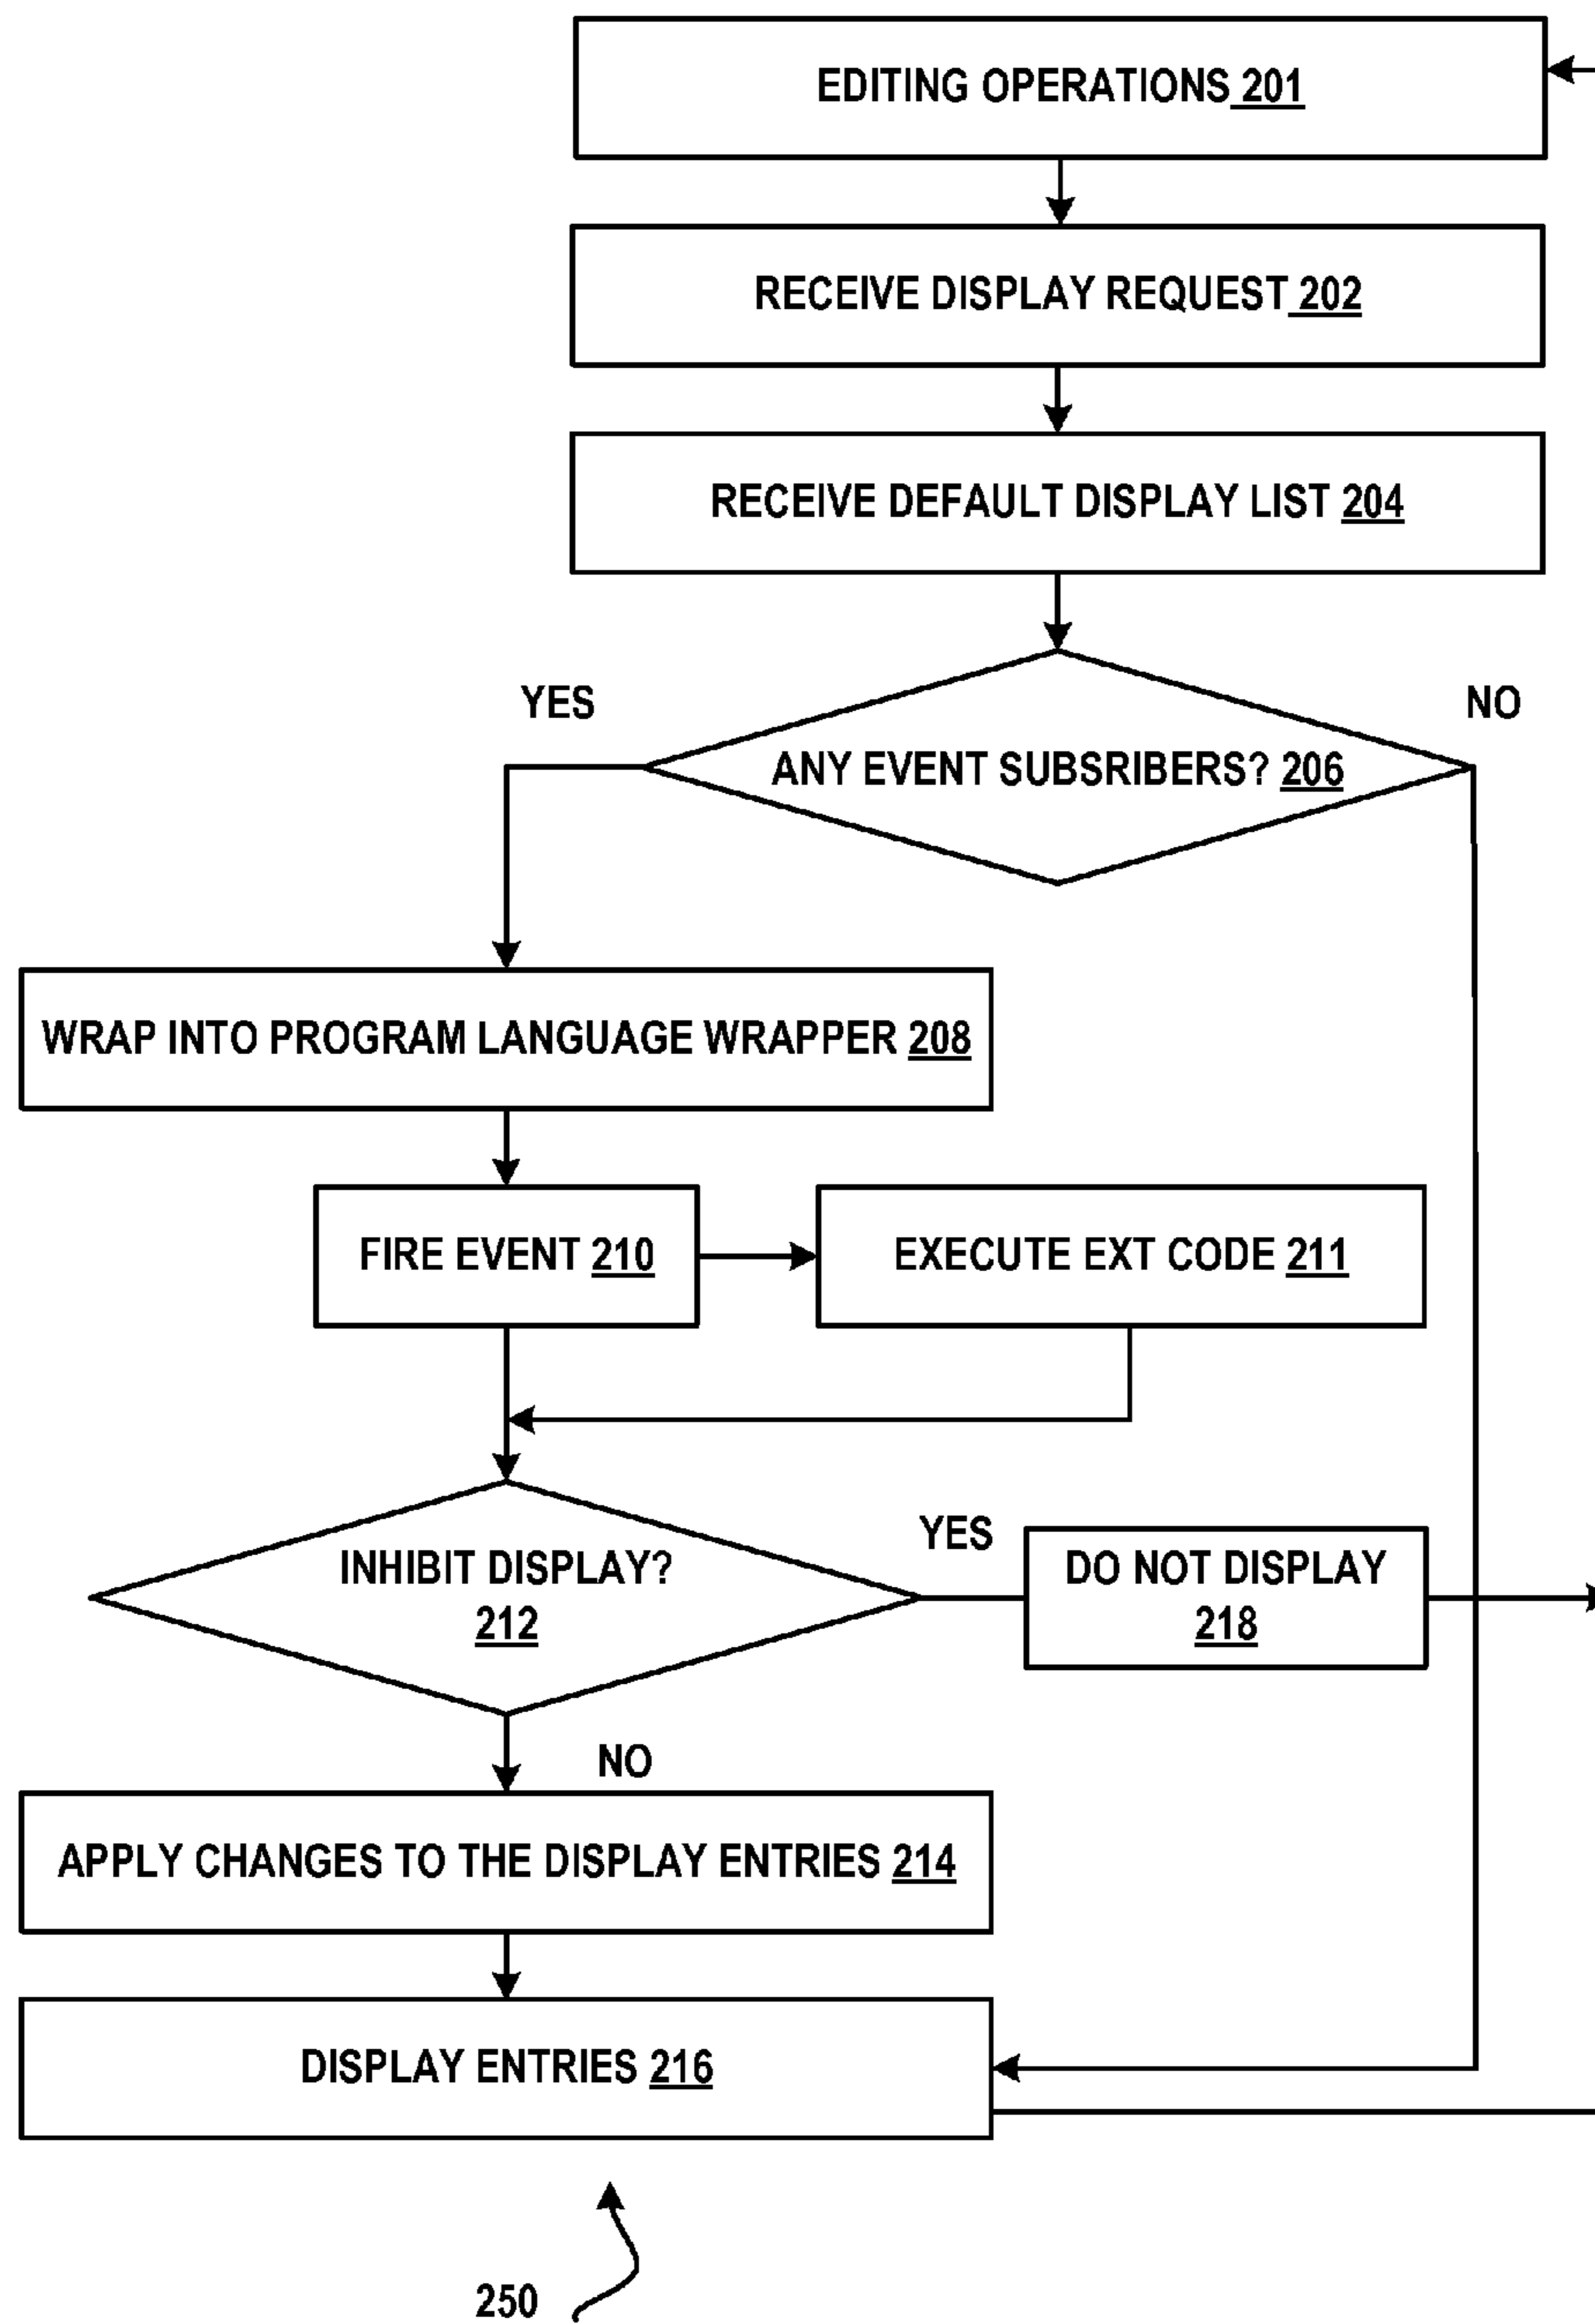 EDITING OPERATIONS 201
RECEIVE DISPLAY REQUEST 202
RECEIVE DEFAULT DISPLAY LIST 204
YES
NO
ANY EVENT SUBSRIBERS? 206
WRAP INTO PROGRAM LANGUAGE WRAPPER 208
FIRE EVENT 210
EXECUTE EXT CODE 211
INHIBIT DISPLAY?
212
YES
DO NOT DISPLAY
218
NO
APPLY CHANGES TO THE DISPLAY ENTRIES 214
DISPLAY ENTRIES 216
250